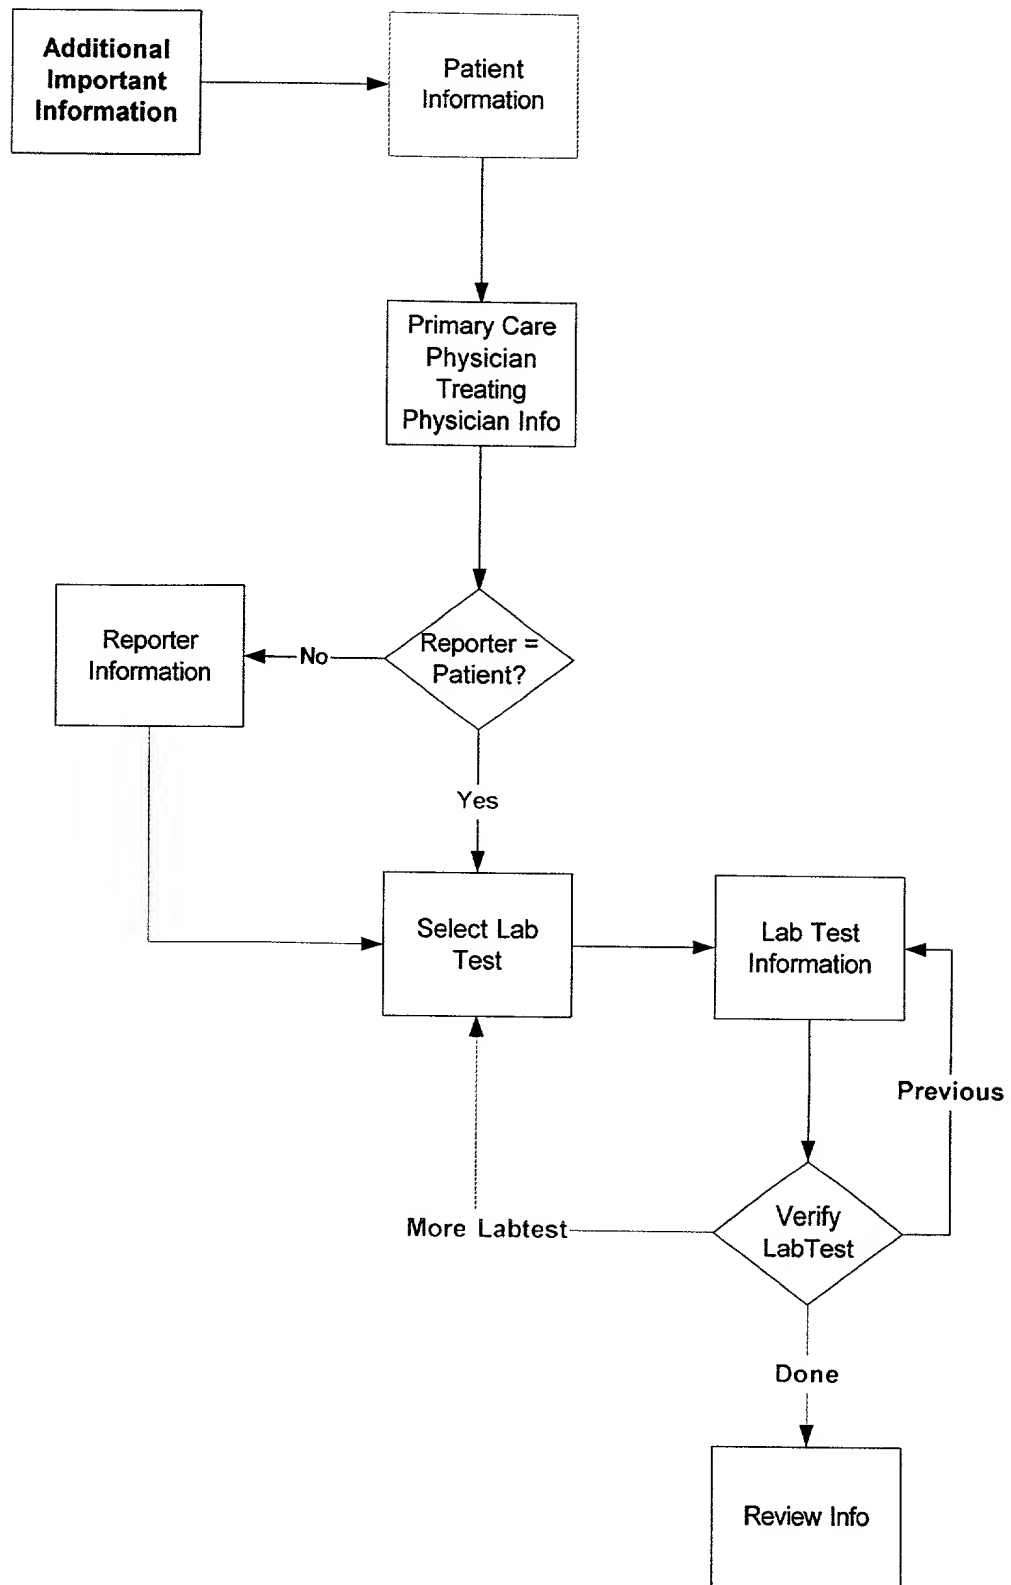 Additional
Important
Information
Patient
Information
Primary Care
Physician
Treating
Physician Info
Reporter =
Patient?
No
Reporter
Information
Yes
Select Lab
Test
Lab Test
Information
Previous
Verify
LabTest
More Labtest
Done
Review Info